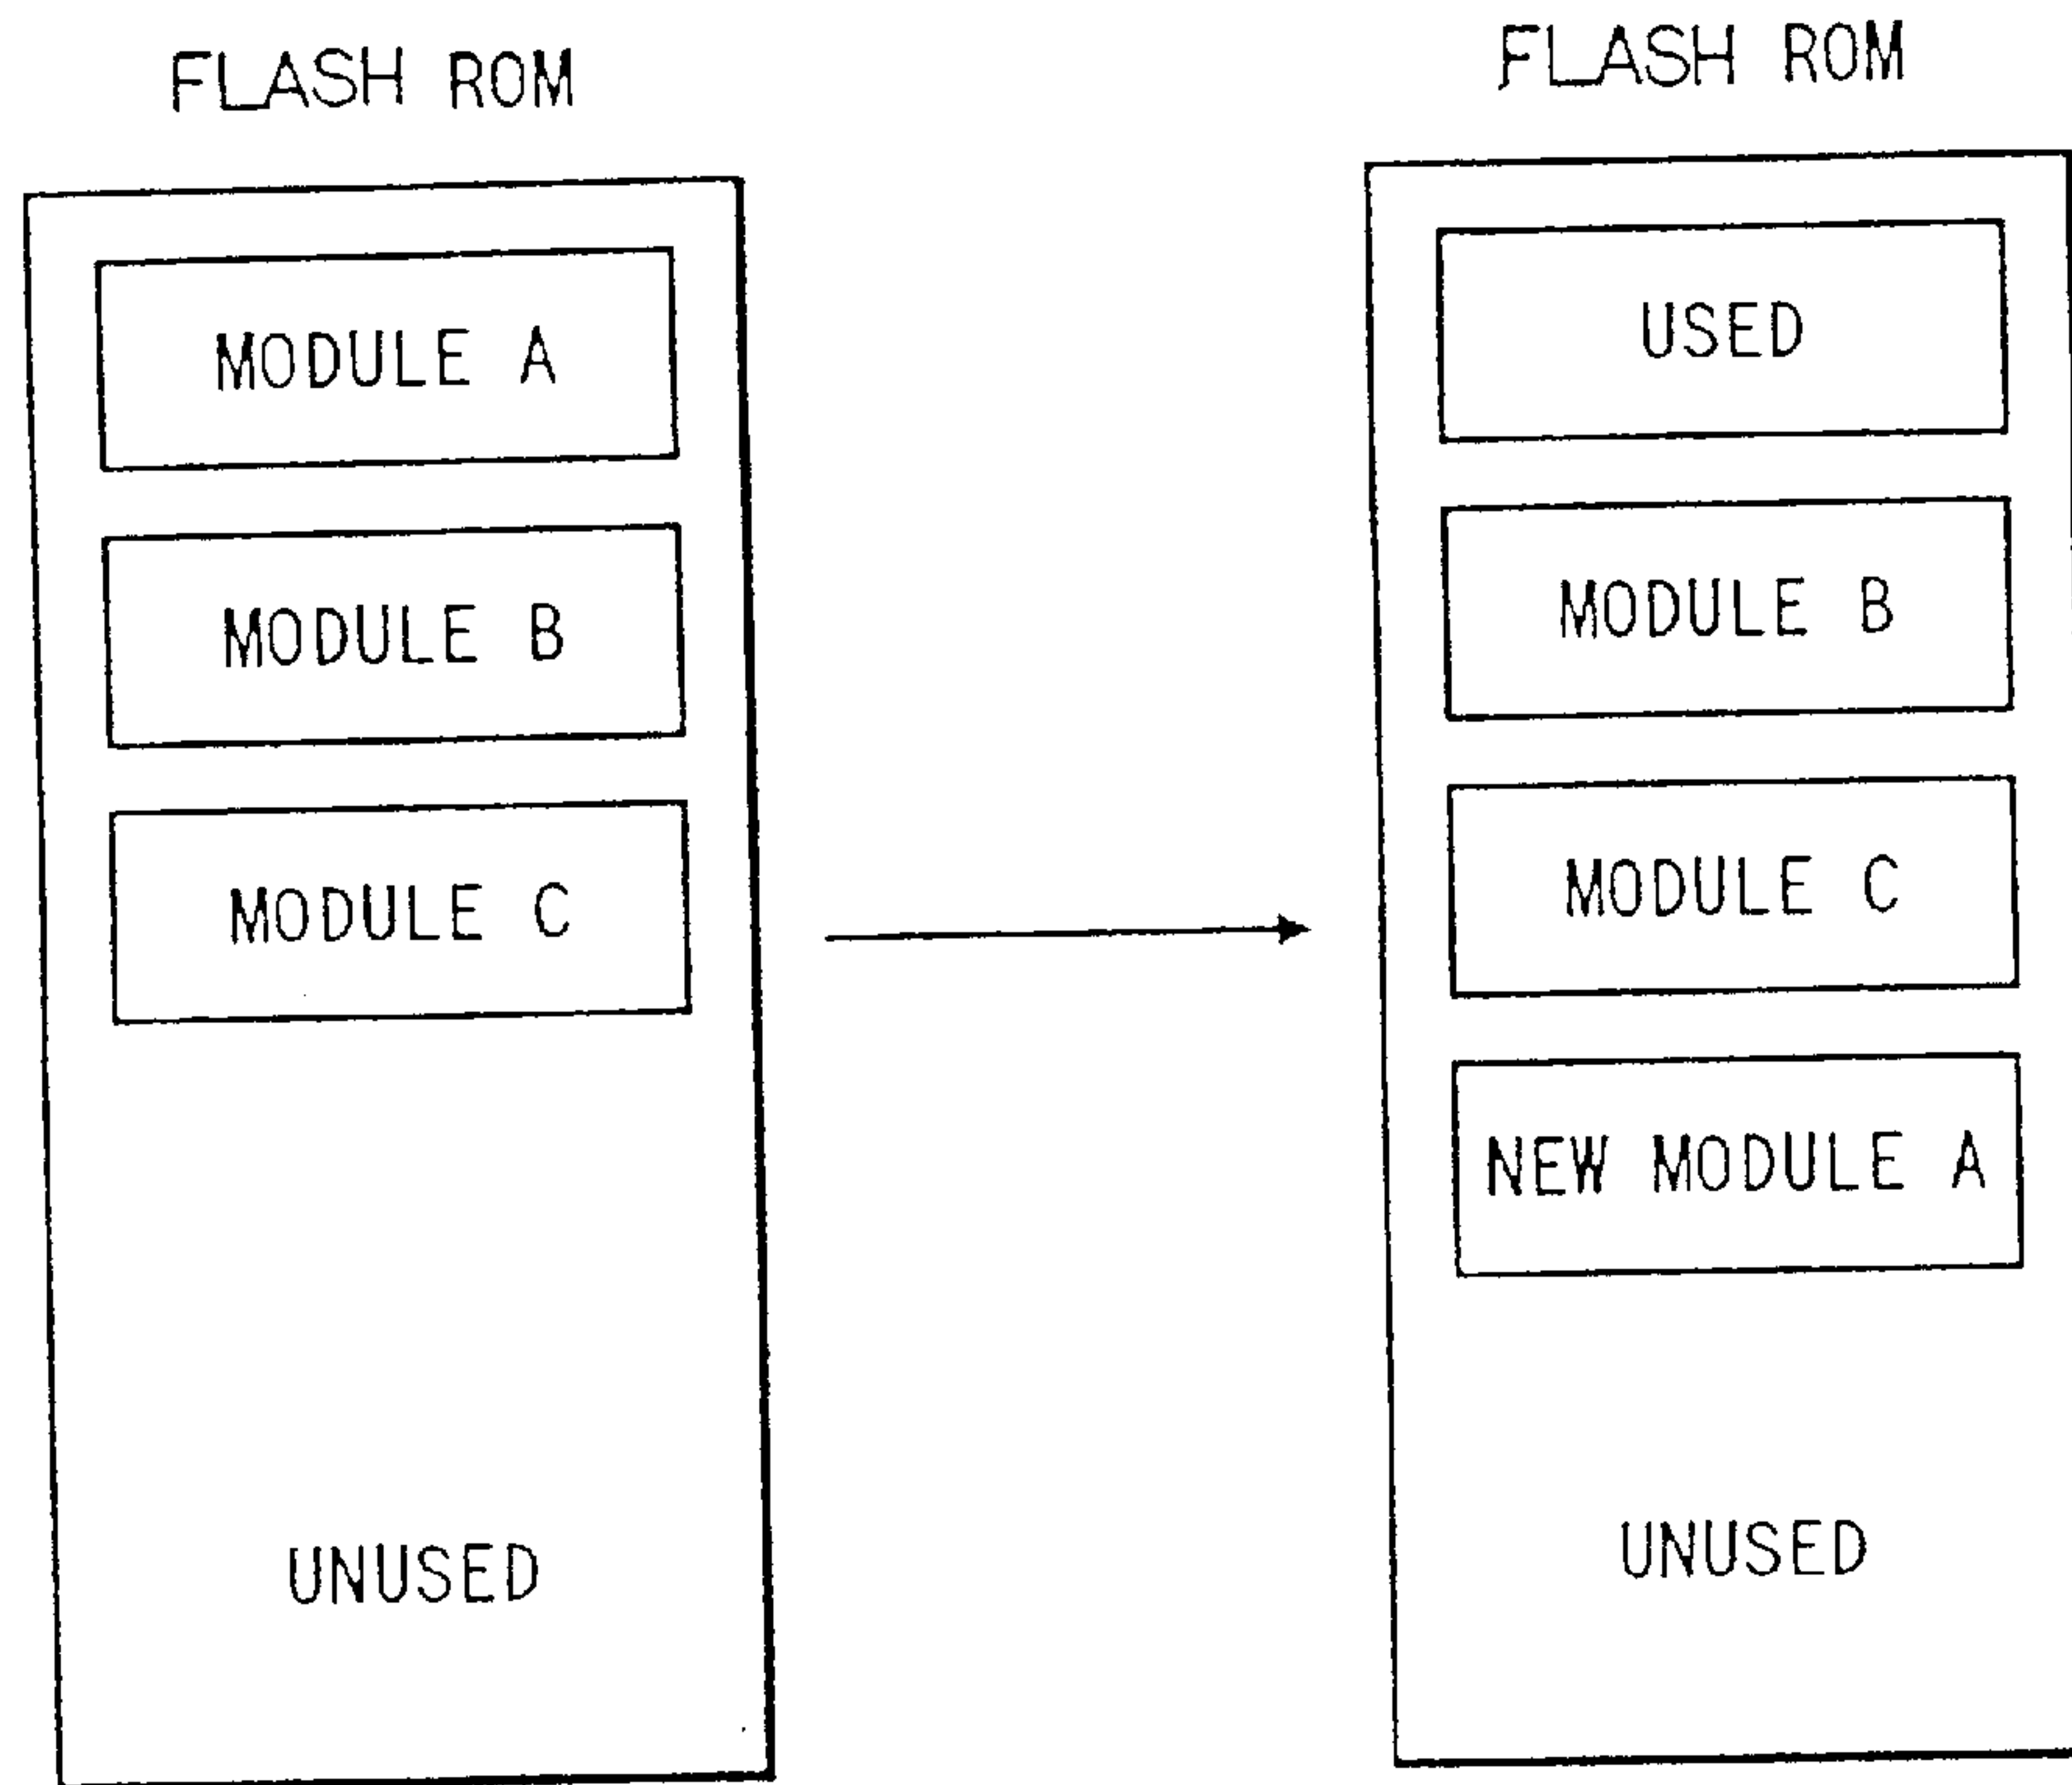 FLASH ROM
MODULE A
MODULE B
MODULE C
UNUSED
FLASH ROM
USED
MODULE B
MODULE C
NEW MODULE A
UNUSED